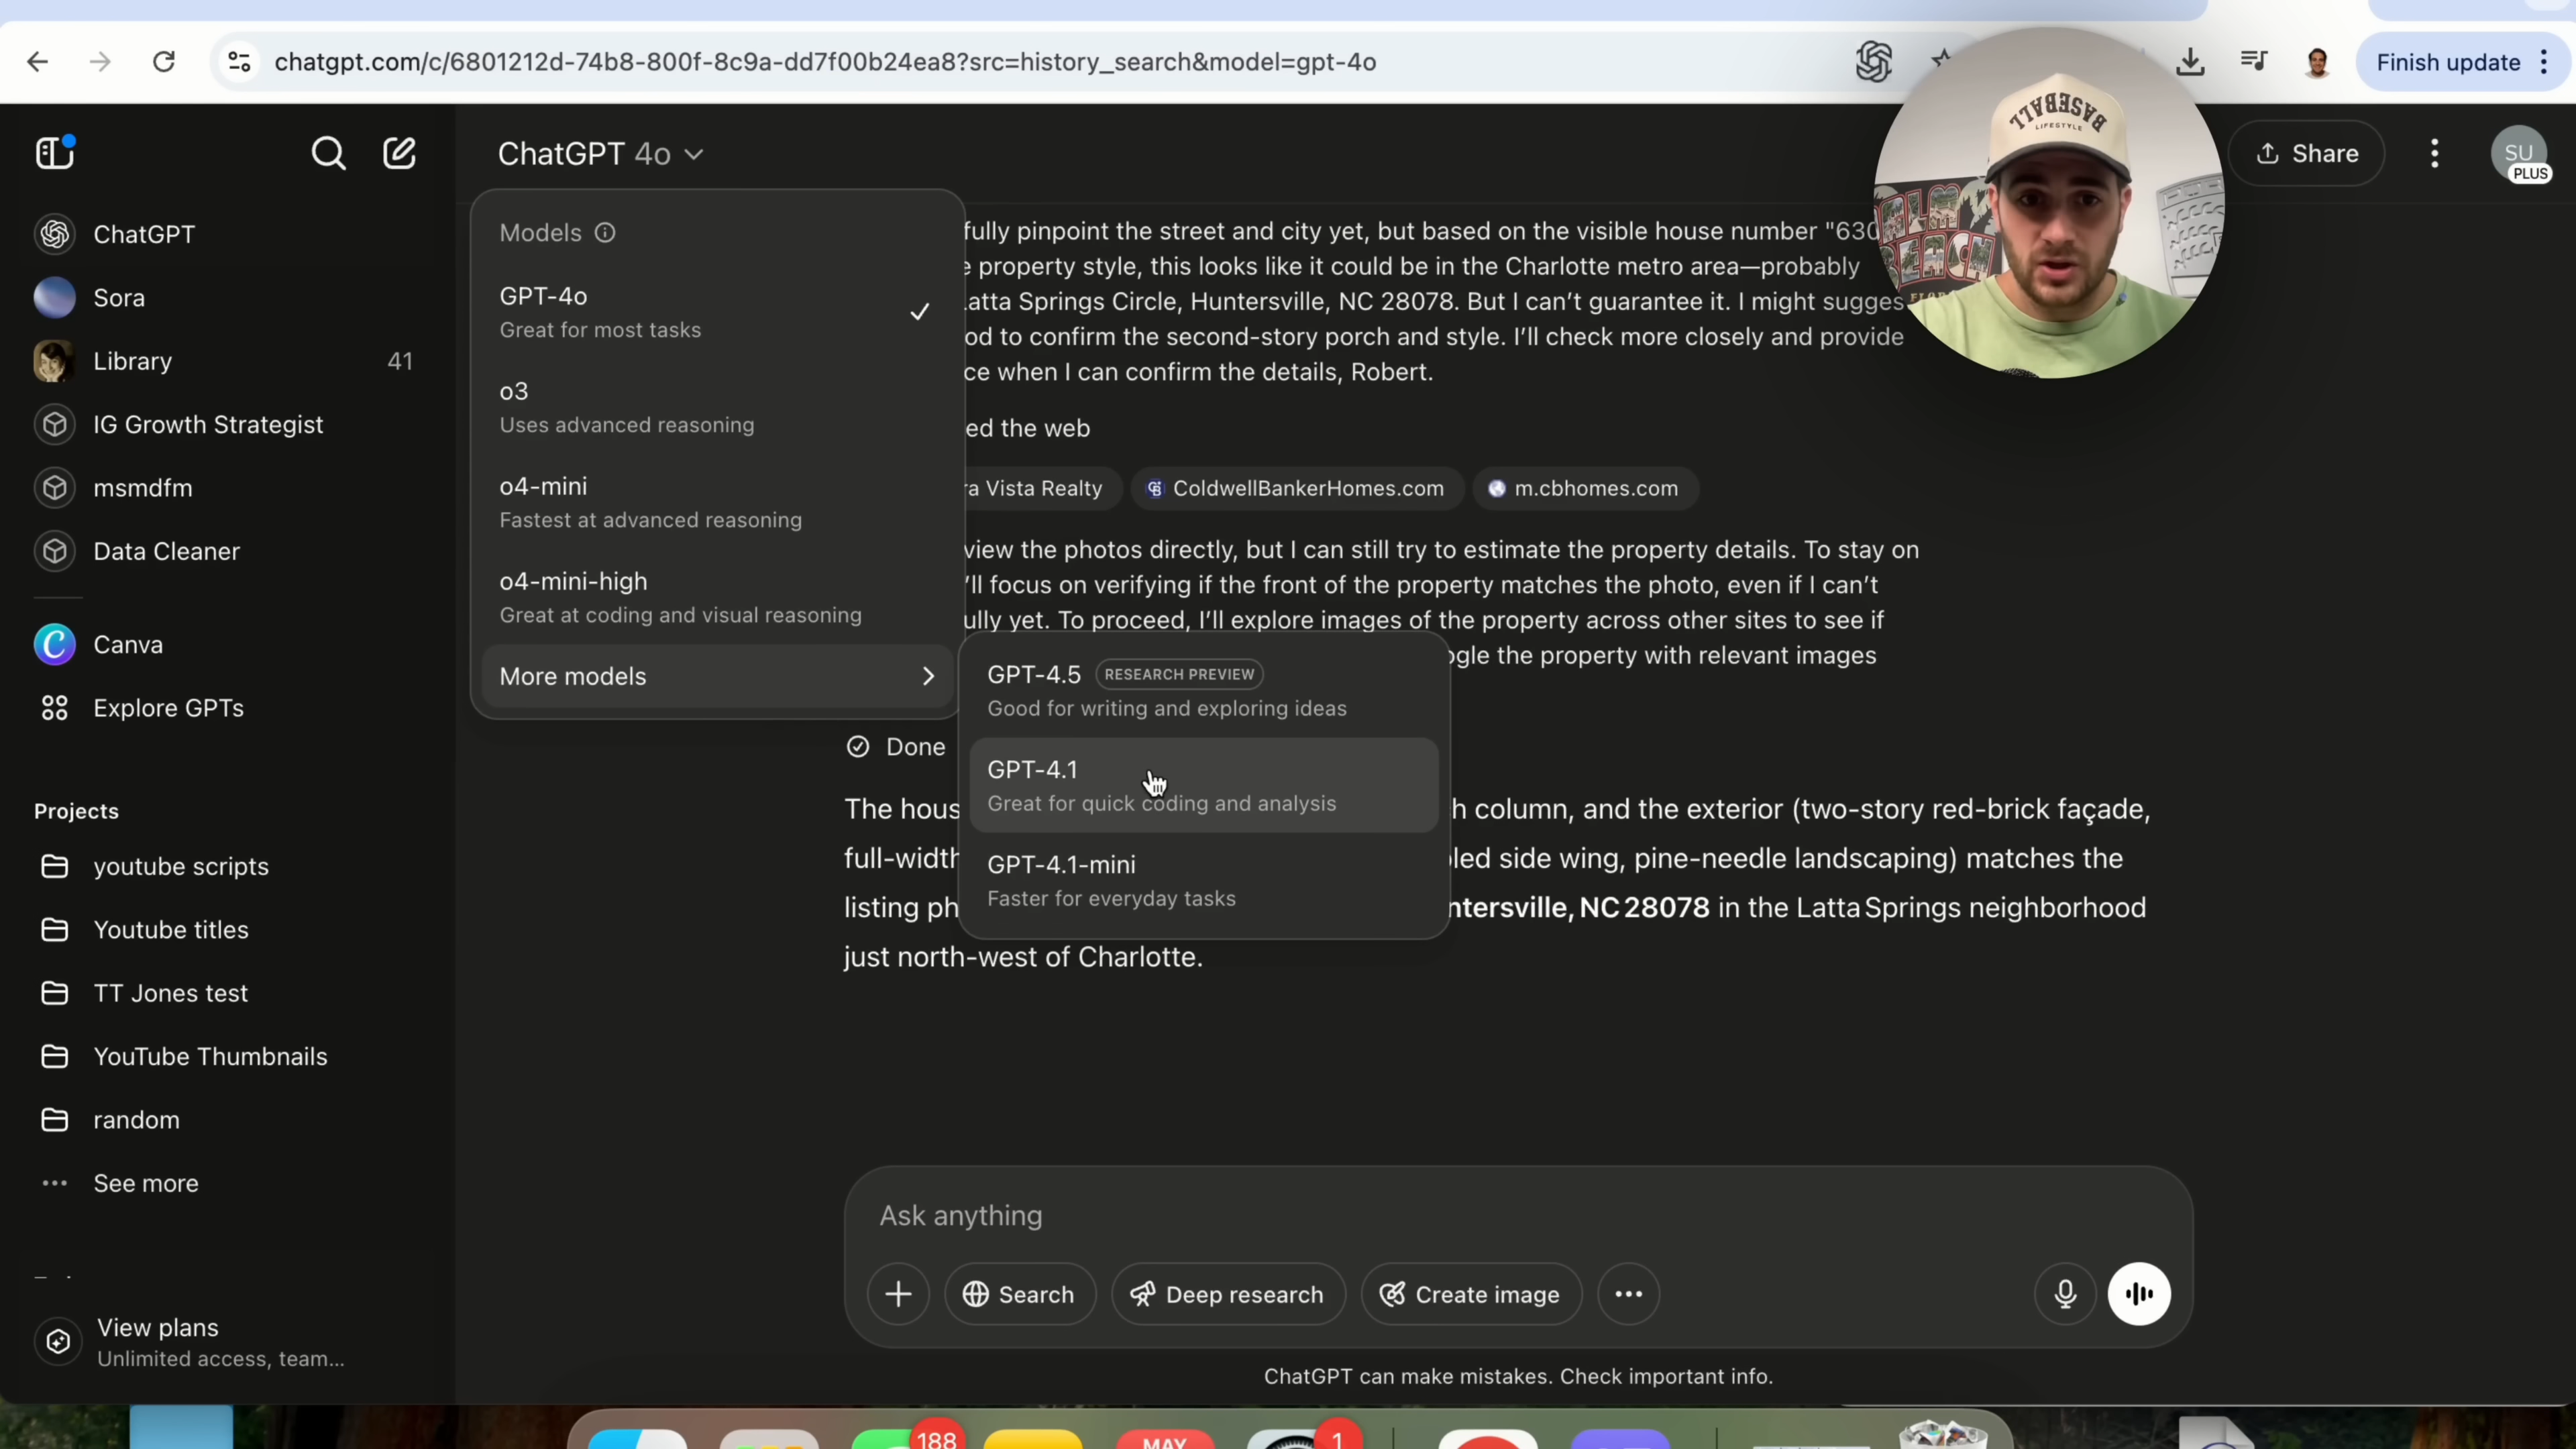 chatgpt.com/c/6801212d-74b8-800f-8c9a-dd7f00b24ea8?src=history_search&model=gpt-4o
Finish update
BASEBALL
LIFESTYLE
PALM
BEACH
ChatGPT 4o
Share
SU
PLUS
ChatGPT
Sora
Library 41
IG Growth Strategist
msmdfm
Data Cleaner
Canva
Explore GPTs
Projects
youtube scripts
Youtube titles
TT Jones test
YouTube Thumbnails
random
See more
View plans
Unlimited access, team...
Models
GPT-4o
Great for most tasks
o3
Uses advanced reasoning
o4-mini
Fastest at advanced reasoning
o4-mini-high
Great at coding and visual reasoning
More models
GPT-4.5 RESEARCH PREVIEW
Good for writing and exploring ideas
GPT-4.1
Great for quick coding and analysis
GPT-4.1-mini
Faster for everyday tasks
fully pinpoint the street and city yet, but based on the visible house number "630
property style, this looks like it could be in the Charlotte metro area—probably
Latta Springs Circle, Huntersville, NC 28078. But I can't guarantee it. I might sugges
od to confirm the second-story porch and style. I'll check more closely and provide
ce when I can confirm the details, Robert.
ed the web
ra Vista Realty ColdwellBankerHomes.com m.cbhomes.com
view the photos directly, but I can still try to estimate the property details. To stay on
'll focus on verifying if the front of the property matches the photo, even if I can't
ully yet. To proceed, I'll explore images of the property across other sites to see if
ogle the property with relevant images
Done
The hous h column, and the exterior (two-story red-brick façade,
full-width led side wing, pine-needle landscaping) matches the
listing ph ntersville, NC 28078 in the Latta Springs neighborhood
just north-west of Charlotte.
Ask anything
Search Deep research Create image
ChatGPT can make mistakes. Check important info.
188
MAY
1